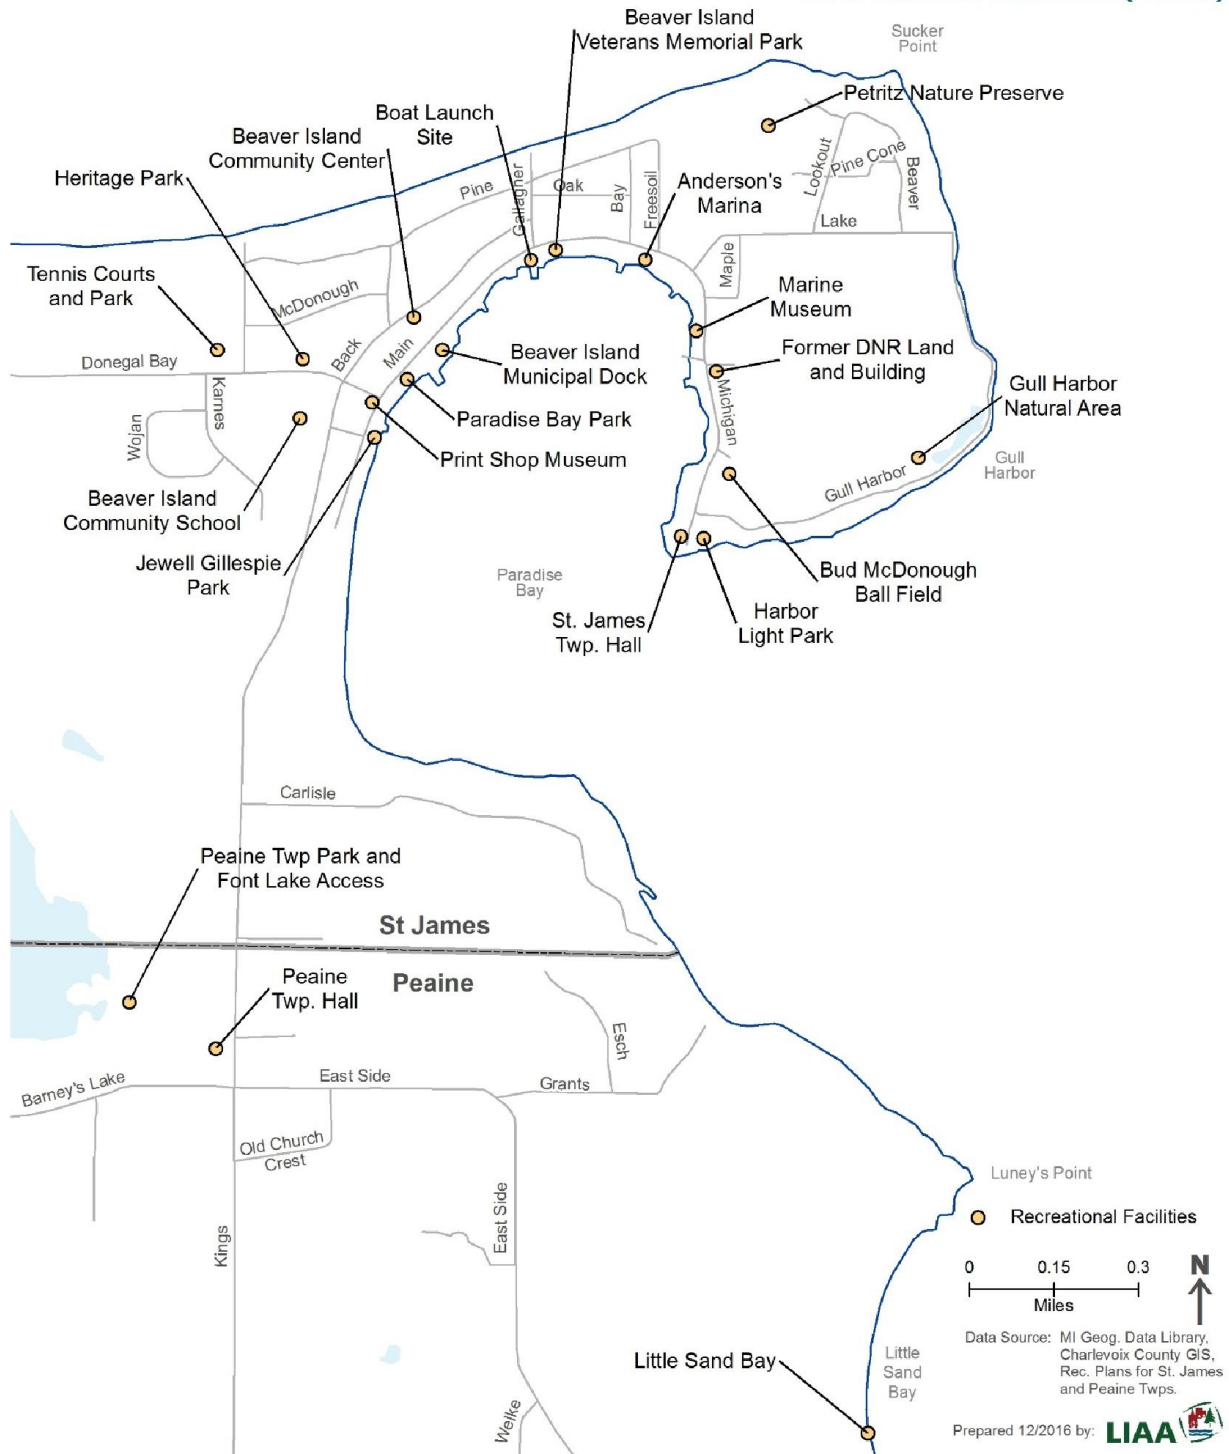 Beaver Island
Veterans Memorial Park
Sucker
Point
Petritz Nature Preserve
Boat Launch
Site
Beaver Island
Community Center
Heritage Park
Pine
Gallagher
Oak
Bay
Freesoil
Anderson's
Marina
Lookout
Pine Cone
Beaver
Lake
Maple
Tennis Courts
and Park
McDonough
Marine
Museum
Donegal Bay
Back
Main
Beaver Island
Municipal Dock
Former DNR Land
and Building
Karnes
Wojan
Paradise Bay Park
Michigan
Gull Harbor
Natural Area
Print Shop Museum
Gull Harbor
Gull
Harbor
Beaver Island
Community School
Jewell Gillespie
Park
Paradise
Bay
Bud McDonough
Ball Field
St. James
Twp. Hall
Harbor
Light Park
Carlisle
Peaine Twp Park and
Font Lake Access
St James
Peaine
Peaine
Twp. Hall
Esch
Barney's Lake
East Side
Grants
Old Church
Crest
Kings
East Side
Luney's Point
Recreational Facilities
0 0.15 0.3
Miles
N
Data Source: MI Geog. Data Library,
Charlevoix County GIS,
Rec. Plans for St. James
and Peaine Twps.
Little Sand Bay
Little
Sand
Bay
Welke
Prepared 12/2016 by: LIAA